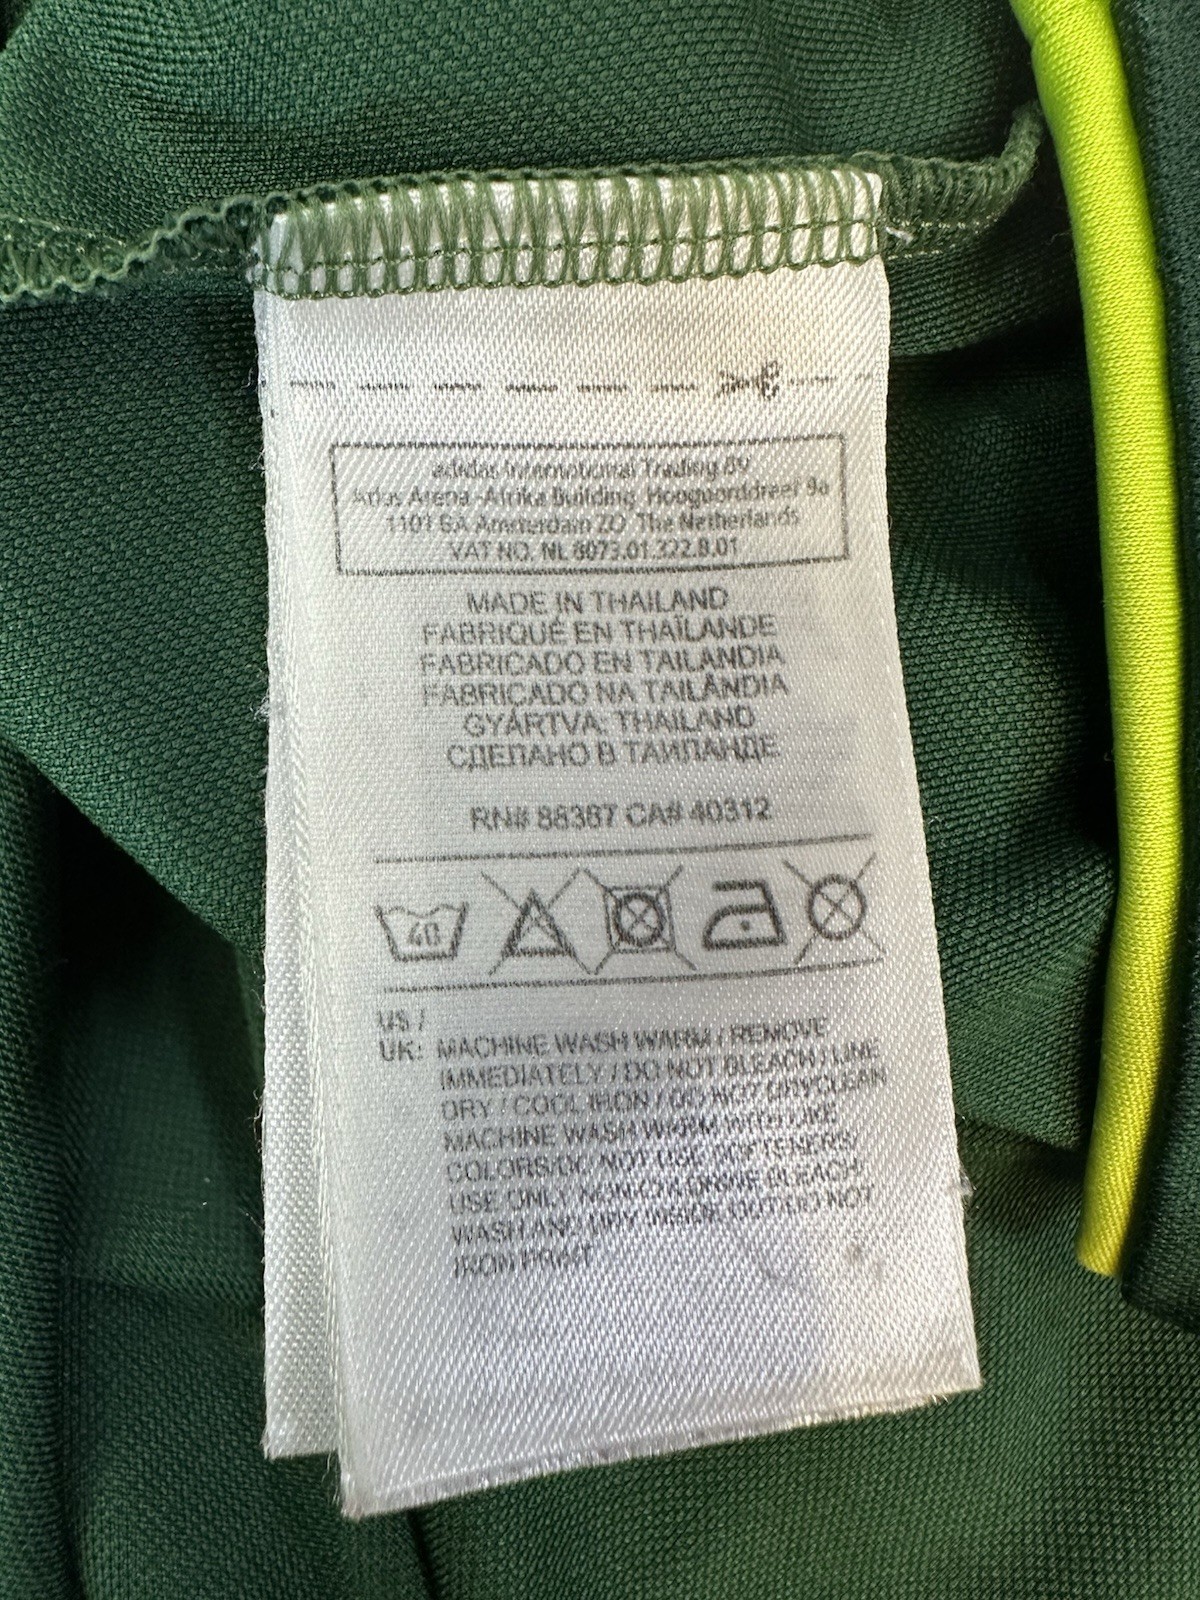 adidas International Trading BV
Atlas Arena -Afrika Building, Hoogoorddreef 9a
1101 BA Amsterdam ZO The Netherlands
VAT NO. NL 8073.01.322.B.01
MADE IN THAILAND
FABRIQUÉ EN THAÏLANDE
FABRICADO EN TAILANDIA
FABRICADO NA TAILÂNDIA
GYÁRTVA: THAILAND
СДЕЛАНО В ТАИЛАНДЕ
RN# 88387 CA# 40312
40
US /
UK: MACHINE WASH WARM / REMOVE
IMMEDIATELY / DO NOT BLEACH / LINE
DRY / COOL IRON / DO NOT DRYCLEAN
MACHINE WASH WARM WITH LIKE
COLORS/DO NOT USE SOFTENERS/
USE ONLY NON-CHLORINE BLEACH/
WASH AND DRY INSIDE OUT/DO NOT
IRON PRINT